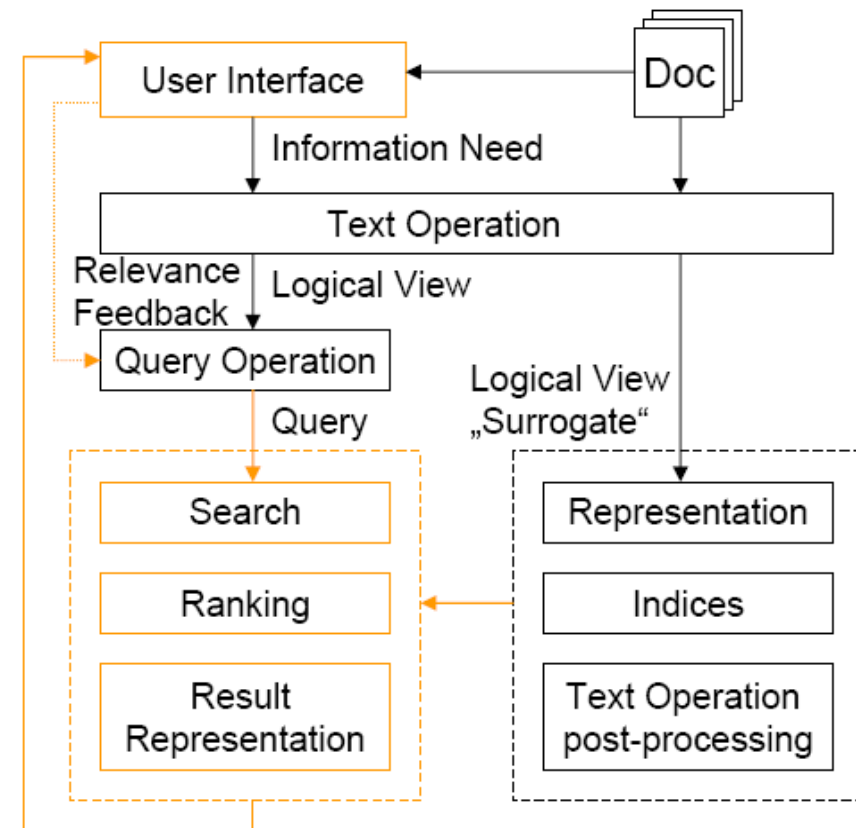 User Interface
Doc
Information Need
Text Operation
Relevance
Feedback
Logical View
Query Operation
Logical View
„Surrogate“
Query
Search
Representation
Ranking
Indices
Result
Representation
Text Operation
post-processing